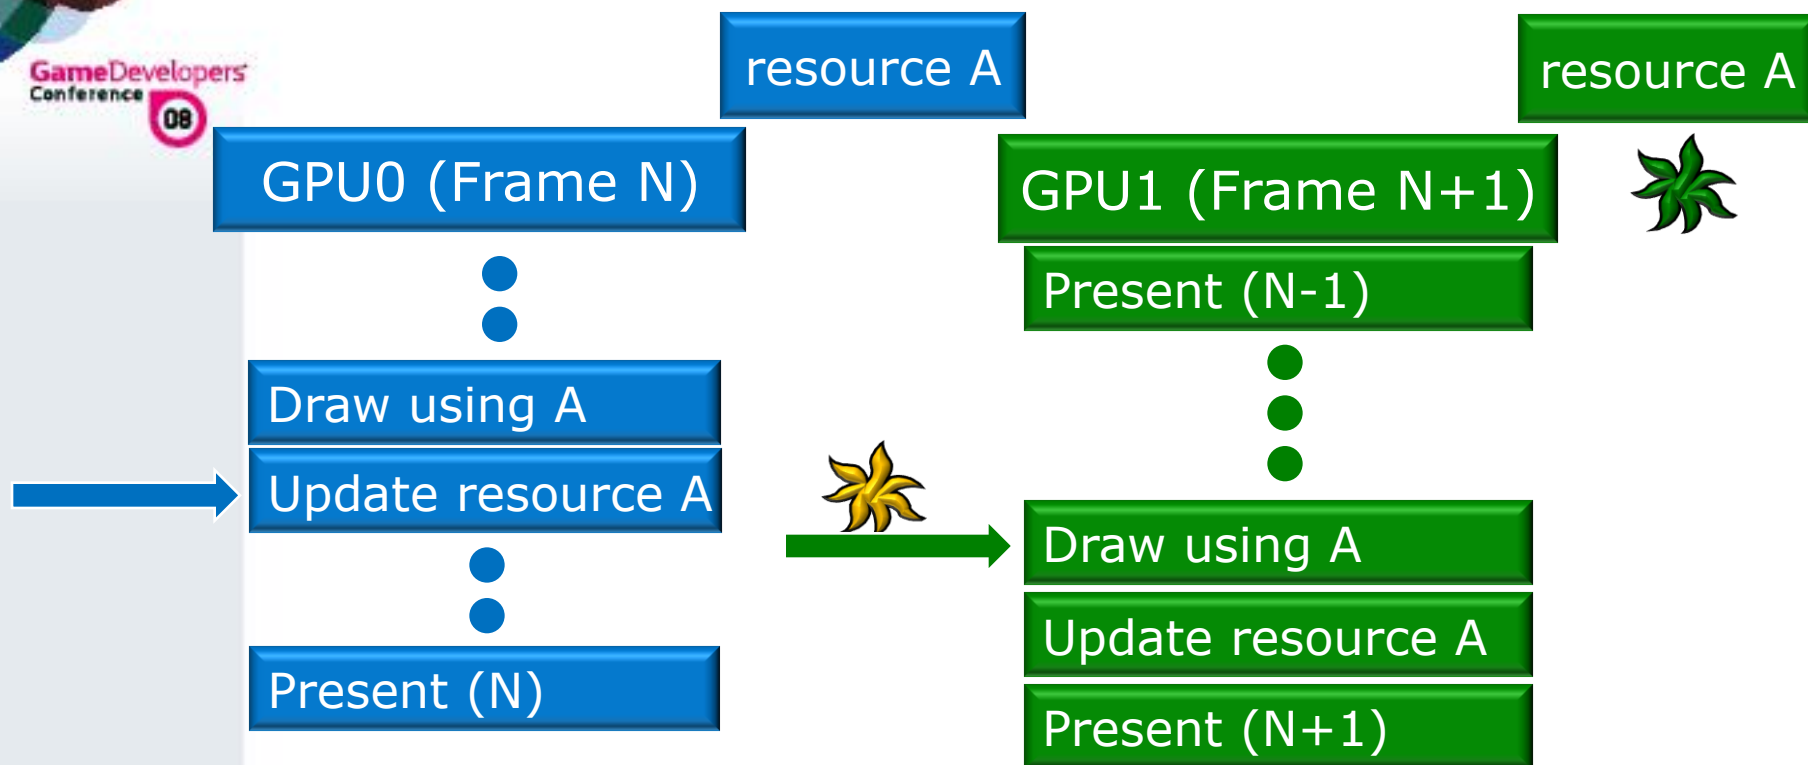 GameDevelopers
Conference
08
resource A
resource A
GPU0 (Frame N)
GPU1 (Frame N+1)
Present (N-1)
Draw using A
Update resource A
Present (N)
Draw using A
Update resource A
Present (N+1)